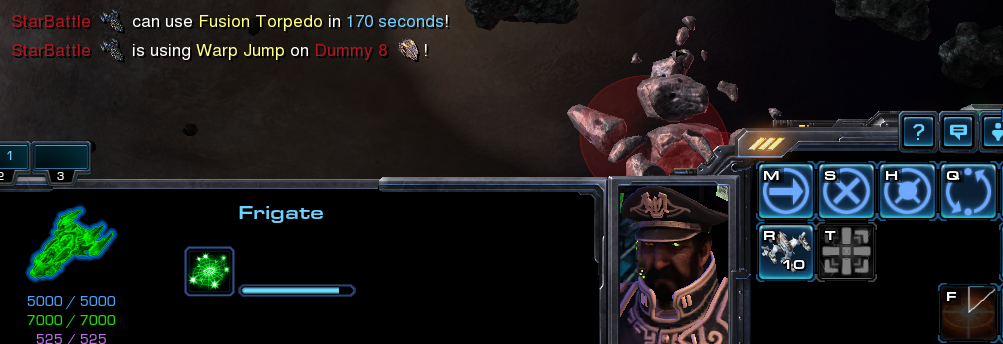 StarBattle can use Fusion Torpedo in 170 seconds!
StarBattle is using Warp Jump on Dummy 8 !
?
1
2 3
Frigate
M S H Q
R T
10
F
5000 / 5000
7000 / 7000
525 / 525